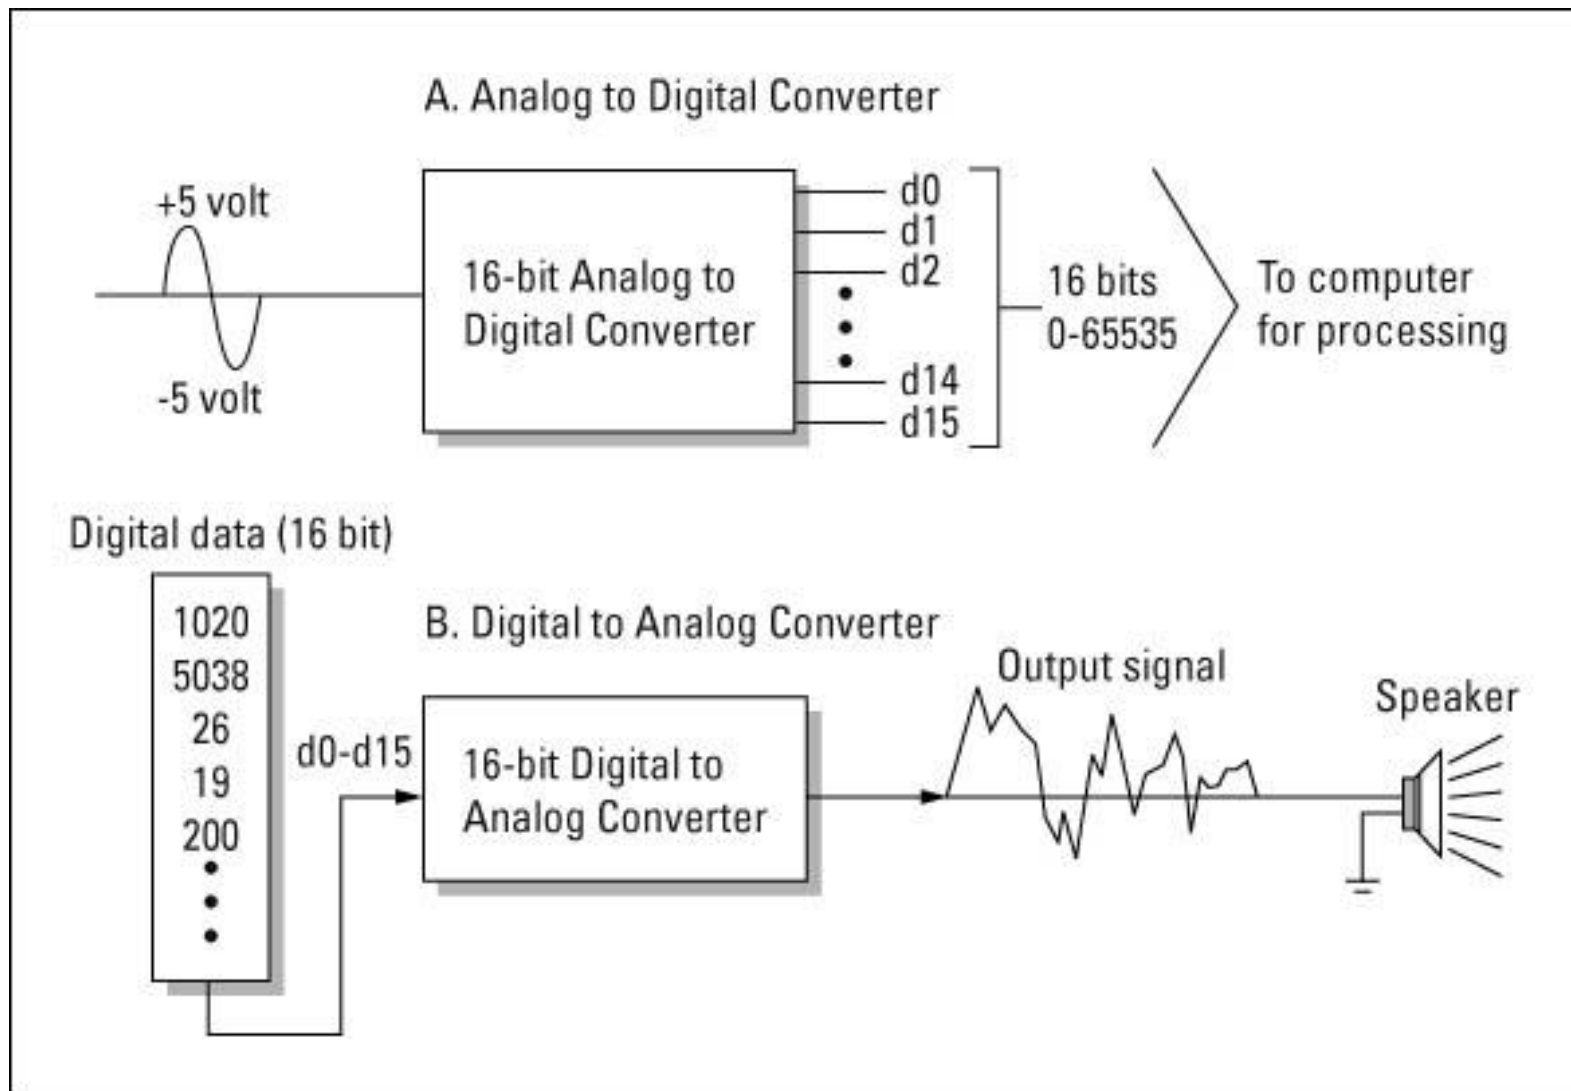 A. Analog to Digital Converter
+5 volt
-5 volt
16-bit Analog to
Digital Converter
d0
d1
d2
d14
d15
16 bits
0-65535
To computer
for processing
Digital data (16 bit)
1020
5038
26
19
200
d0-d15
B. Digital to Analog Converter
16-bit Digital to
Analog Converter
Output signal
Speaker